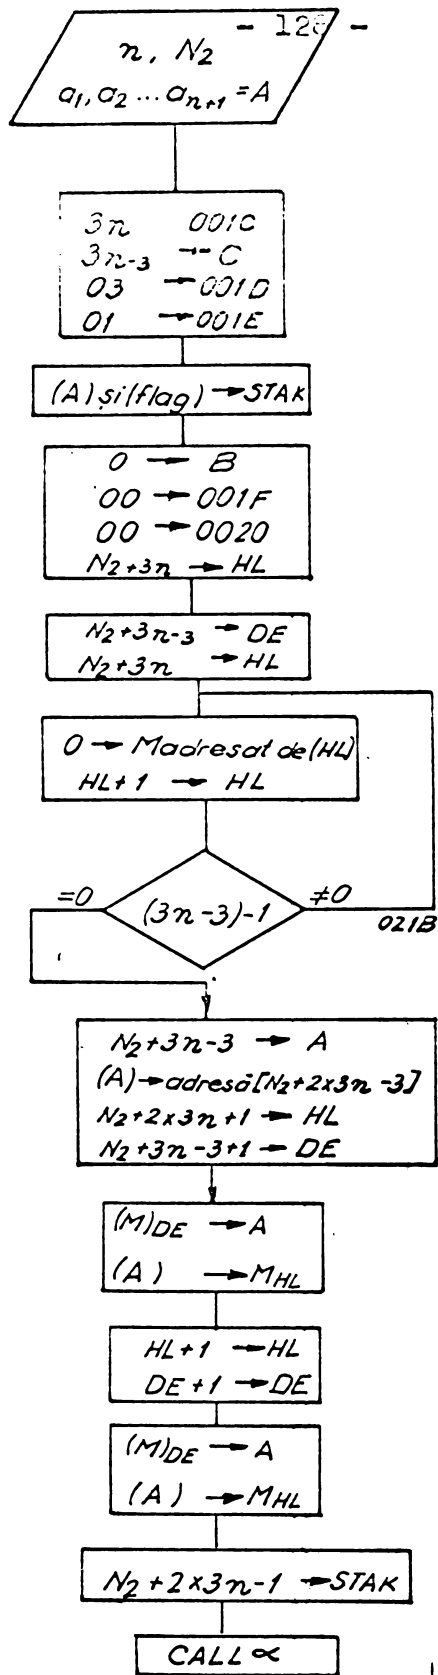 n, N₂
a₁, a₂ ... aₙ₊₁ = A
3n 001C
3n-3 → C
03 → 001D
01 → 001E
(A) și (flag) → STAK
0 → B
00 → 001F
00 → 0020
N₂+3n → HL
N₂+3n-3 → DE
N₂+3n → HL
0 → M adresat de (HL)
HL+1 → HL
=0
(3n-3)-1
≠0
021B
N₂+3n-3 → A
(A) → adresă [N₂+2x3n-3]
N₂+2x3n+1 → HL
N₂+3n-3+1 → DE
(M)DE → A
(A) → MHL
HL+1 → HL
DE+1 → DE
(M)DE → A
(A) → MHL
N₂+2x3n-1 → STAK
CALL ∝